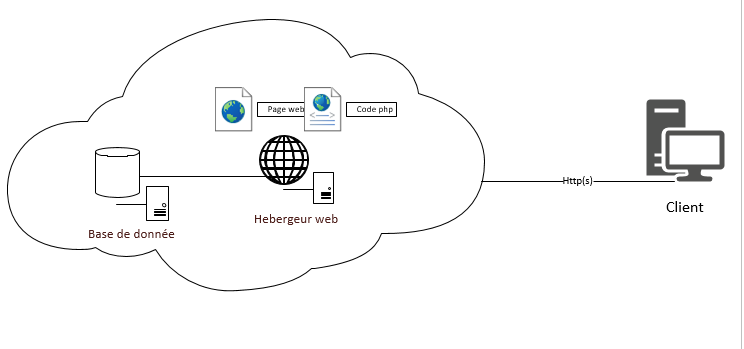 Page web
Code php
Http(s)
Client
Hebergeur web
Base de donnée